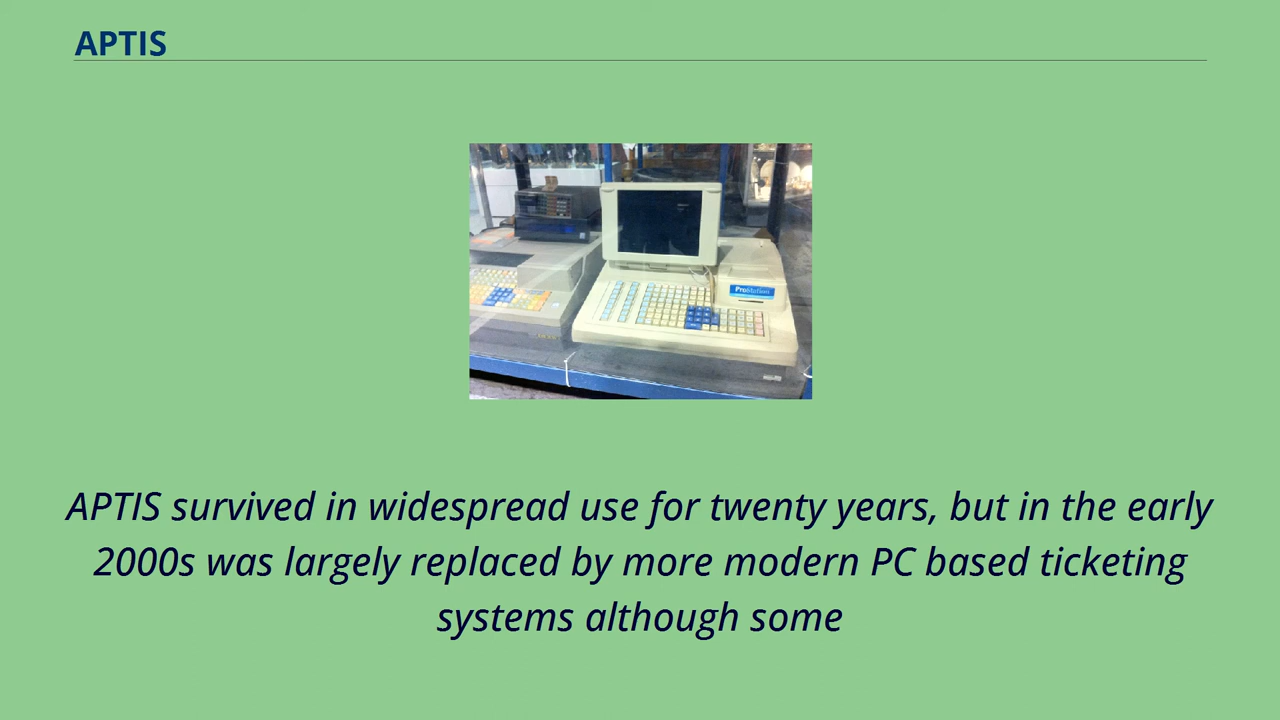 APTIS
ProStation
APTIS survived in widespread use for twenty years, but in the early
2000s was largely replaced by more modern PC based ticketing
systems although some